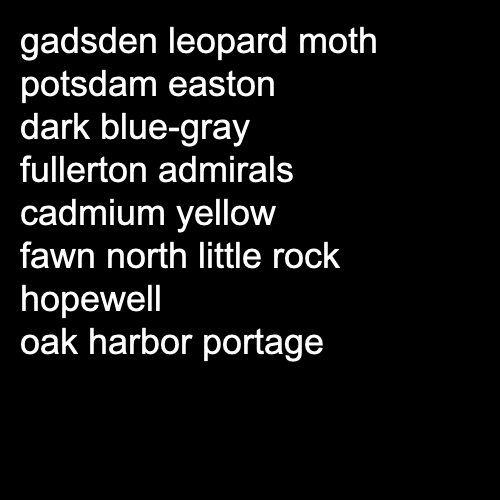 gadsden leopard moth
potsdam easton
dark blue-gray
fullerton admirals
cadmium yellow
fawn north little rock
hopewell
oak harbor portage